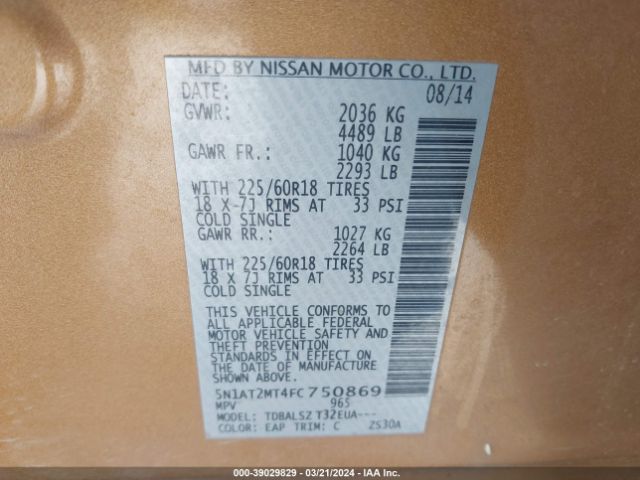 MFD BY NISSAN MOTOR CO., LTD.
DATE: 08/14
GVWR: 2036 KG
4489 LB
GAWR FR.: 1040 KG
2293 LB
WITH 225/60R18 TIRES
18 X 7J RIMS AT 33 PSI
COLD SINGLE
GAWR RR.: 1027 KG
2264 LB
WITH 225/60R18 TIRES
18 X 7J RIMS AT 33 PSI
COLD SINGLE
THIS VEHICLE CONFORMS TO
ALL APPLICABLE FEDERAL
MOTOR VEHICLE SAFETY AND
THEFT PREVENTION
STANDARDS IN EFFECT ON
THE DATE OF MANUFACTURE
SHOWN ABOVE.
5N1AT2MT4FC750869
MPV 965
MODEL: TDBALSZ T32EUA---
COLOR: EAP TRIM: C ZS30A
000-39029829 - 03/21/2024 - IAA Inc.